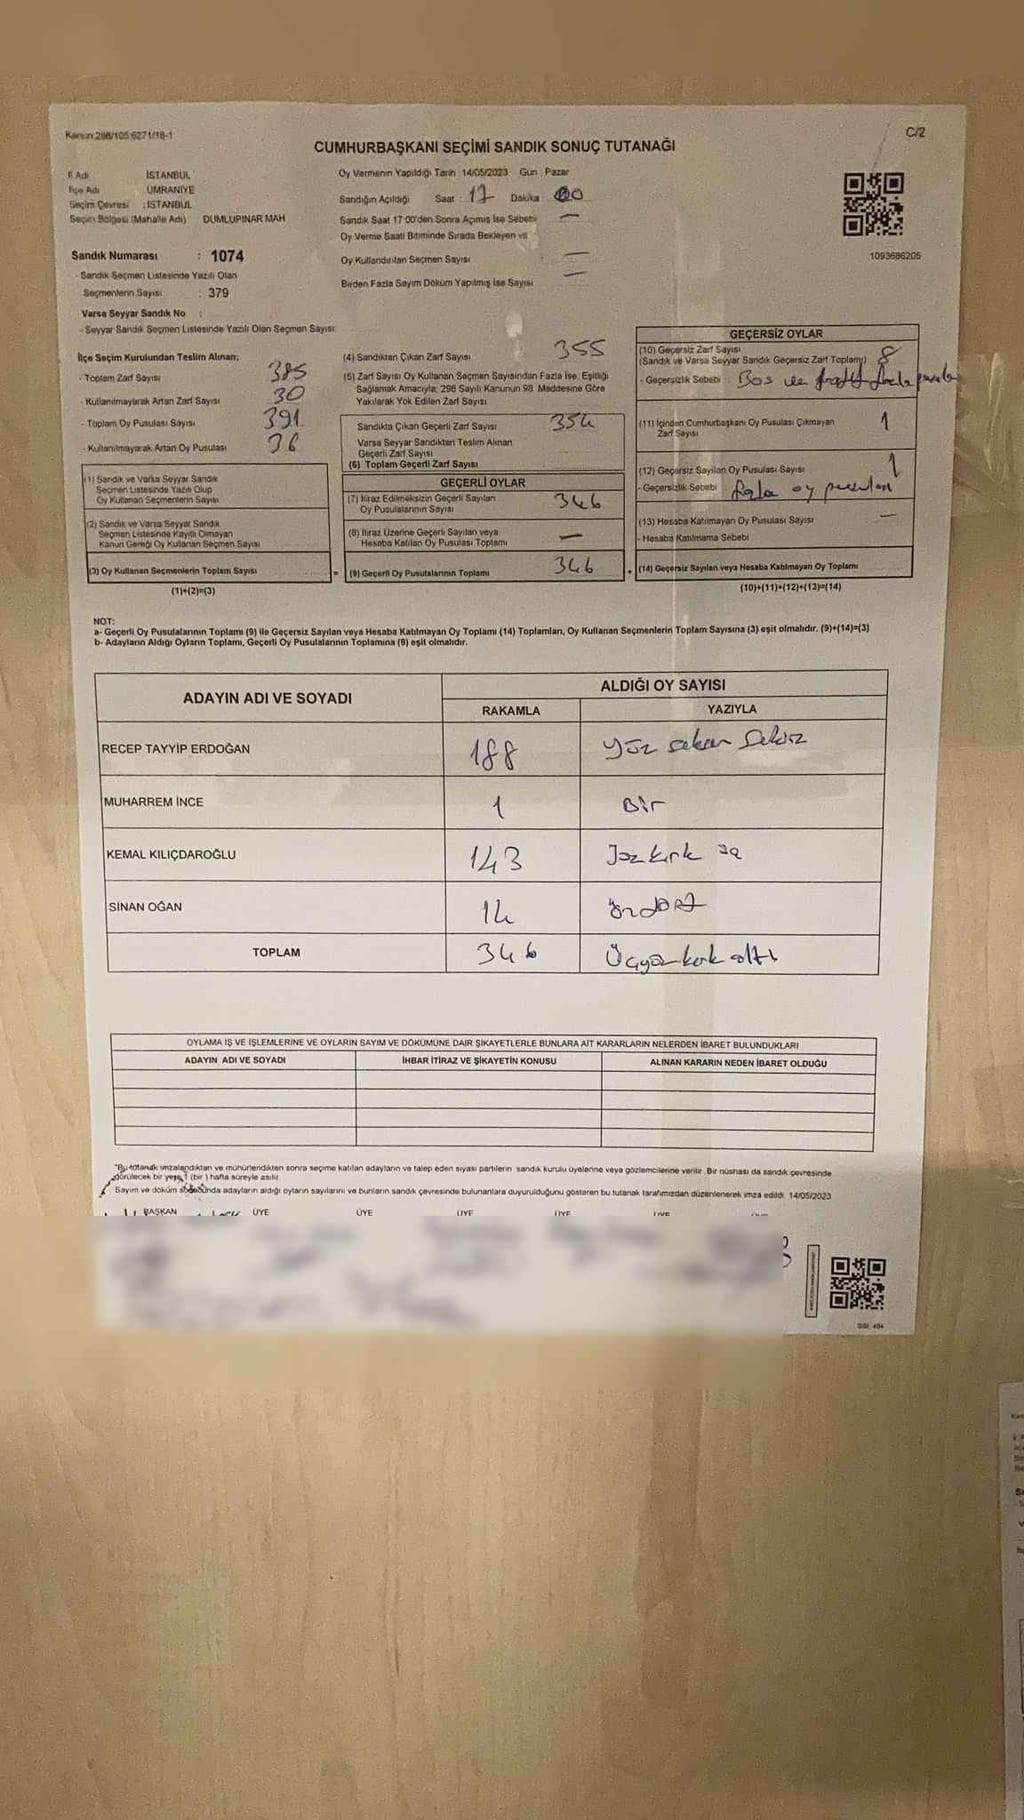 Kanun:298/105;6271/18-1
C/2
CUMHURBAŞKANI SEÇİMİ SANDIK SONUÇ TUTANAĞI
İl Adı İSTANBUL
İlçe Adı ÜMRANİYE
Seçim Çevresi : İSTANBUL
Seçim Bölgesi (Mahalle Adı) DUMLUPINAR MAH
Oy Vermenin Yapıldığı Tarih 14/05/2023 Gün Pazar
Sandığın Açıldığı Saat : 17 Dakika 00
Sandık Saat 17:00'den Sonra Açılmış İse Sebebi —
Oy Verme Saati Bitiminde Sırada Bekleyen ve
Oy Kullandırılan Seçmen Sayısı —
Birden Fazla Sayım Döküm Yapılmış İse Sayısı —
1093686205
Sandık Numarası : 1074
- Sandık Seçmen Listesinde Yazılı Olan
Seçmenlerin Sayısı : 379
Varsa Seyyar Sandık No :
- Seyyar Sandık Seçmen Listesinde Yazılı Olan Seçmen Sayısı:
İlçe Seçim Kurulundan Teslim Alınan;
- Toplam Zarf Sayısı 385
- Kullanılmayarak Artan Zarf Sayısı 30
- Toplam Oy Pusulası Sayısı 391
- Kullanılmayarak Artan Oy Pusulası 36
(1) Sandık ve Varsa Seyyar Sandık
Seçmen Listesinde Yazılı Olup
Oy Kullanan Seçmenlerin Sayısı
(2) Sandık ve Varsa Seyyar Sandık
Seçmen Listesinde Kayıtlı Olmayan
Kanun Gereği Oy Kullanan Seçmen Sayısı
(3) Oy Kullanan Seçmenlerin Toplam Sayısı
(1)+(2)=(3)
(4) Sandıktan Çıkan Zarf Sayısı 355
(5) Zarf Sayısı Oy Kullanan Seçmen Sayısından Fazla İse, Eşitliği
Sağlamak Amacıyla, 298 Sayılı Kanunun 98. Maddesine Göre
Yakılarak Yok Edilen Zarf Sayısı
Sandıkta Çıkan Geçerli Zarf Sayısı 354
Varsa Seyyar Sandıktan Teslim Alınan
Geçerli Zarf Sayısı
(6) Toplam Geçerli Zarf Sayısı
GEÇERLİ OYLAR
(7) İtiraz Edilmeksizin Geçerli Sayılan
Oy Pusulalarının Sayısı 346
(8) İtiraz Üzerine Geçerli Sayılan veya
Hesaba Katılan Oy Pusulası Toplamı —
= (9) Geçerli Oy Pusulalarının Toplamı 346
GEÇERSİZ OYLAR
(10) Geçersiz Zarf Sayısı
(Sandık ve Varsa Seyyar Sandık Geçersiz Zarf Toplamı) 8
- Geçersizlik Sebebi : Boş ve fazla
(11) İçinden Cumhurbaşkanı Oy Pusulası Çıkmayan
Zarf Sayısı 1
(12) Geçersiz Sayılan Oy Pusulası Sayısı 1
- Geçersizlik Sebebi : fazla oy pusulası
(13) Hesaba Katılmayan Oy Pusulası Sayısı —
- Hesaba Katılmama Sebebi
+ (14) Geçersiz Sayılan veya Hesaba Katılmayan Oy Toplamı
(10)+(11)+(12)+(13)=(14)
NOT:
a- Geçerli Oy Pusulalarının Toplamı (9) ile Geçersiz Sayılan veya Hesaba Katılmayan Oy Toplamı (14) Toplamları, Oy Kullanan Seçmenlerin Toplam Sayısına (3) eşit olmalıdır. (9)+(14)=(3)
b- Adayların Aldığı Oyların Toplamı, Geçerli Oy Pusulalarının Toplamına (9) eşit olmalıdır.
ADAYIN ADI VE SOYADI ALDIĞI OY SAYISI
RAKAMLA YAZIYLA
RECEP TAYYİP ERDOĞAN 188 yüz seksen sekiz
MUHARREM İNCE 1 Bir
KEMAL KILIÇDAROĞLU 143 Yüz kırk üç
SİNAN OĞAN 14 ondört
TOPLAM 346 Üçyüz kırk altı
OYLAMA İŞ VE İŞLEMLERİNE VE OYLARIN SAYIM VE DÖKÜMÜNE DAİR ŞİKAYETLERLE BUNLARA AİT KARARLARIN NELERDEN İBARET BULUNDUKLARI
ADAYIN ADI VE SOYADI İHBAR İTİRAZ VE ŞİKAYETİN KONUSU ALINAN KARARIN NEDEN İBARET OLDUĞU
"Bu tutanak imzalandıktan ve mühürlendikten sonra seçime katılan adayların ve talep eden siyasi partilerin sandık kurulu üyelerine veya gözlemcilerine verilir. Bir nüshası da sandık çevresinde
görülecek bir yere 1 (bir) hafta süreyle asılır.
Sayım ve döküm sonucunda adayların aldığı oyların sayılarını ve bunların sandık çevresinde bulunanlara duyurulduğunu gösteren bu tutanak tarafımızdan düzenlenerek imza edildi. 14/05/2023
BAŞKAN ÜYE ÜYE ÜYE ÜYE ÜYE